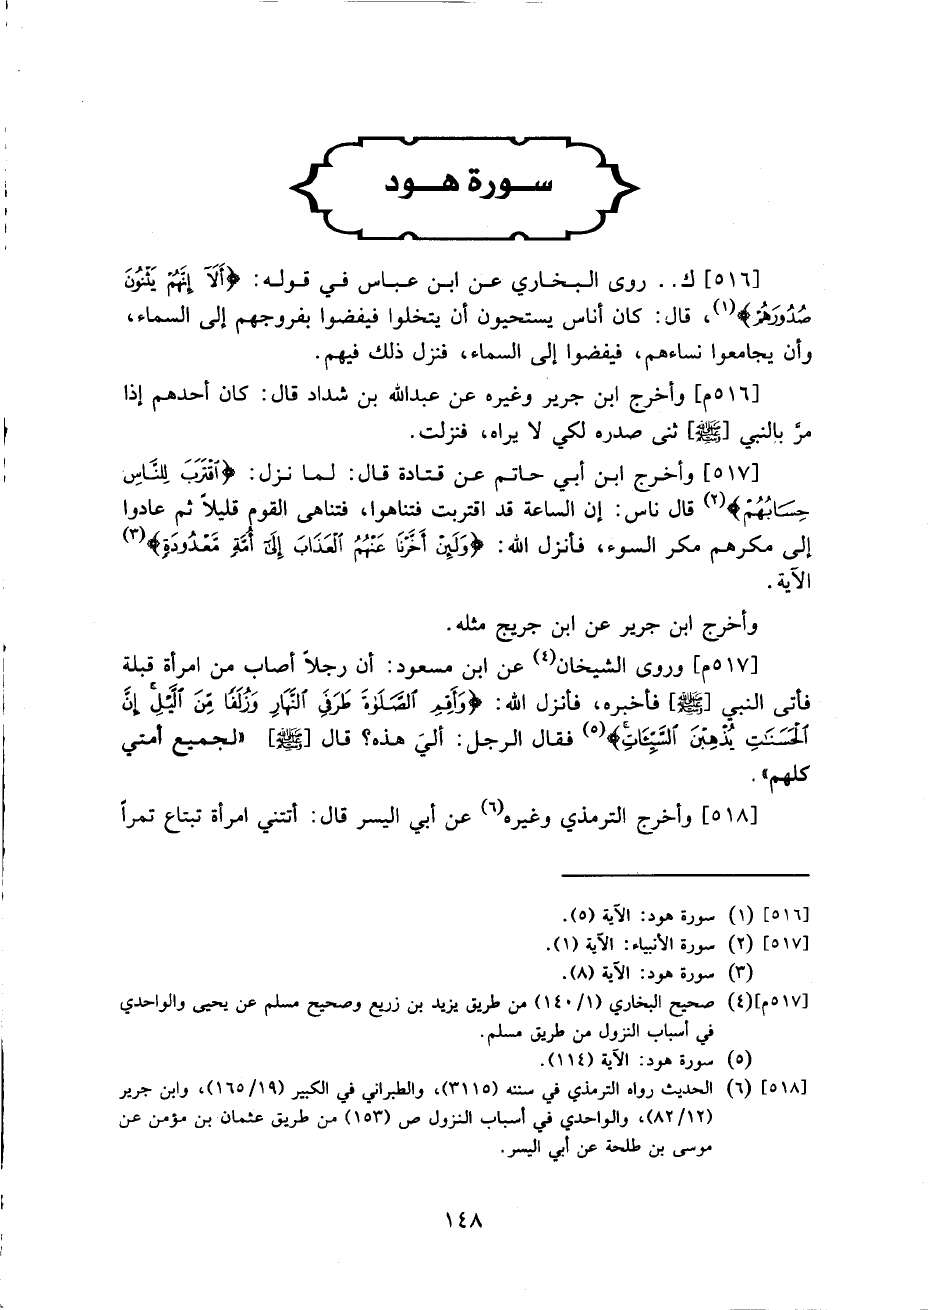 سورة هود
[٥١٦] ك.. روى البخاري عن ابن عباس في قوله: ﴿أَلَآ إِنَّهُمْ يَثْنُونَ
صُدُورَهُمْ﴾(١)، قال: كان أناس يستحيون أن يتخلوا فيفضوا بفروجهم إلى السماء،
وأن يجامعوا نساءهم، فيفضوا إلى السماء، فنزل ذلك فيهم.
[٥١٦م] وأخرج ابن جرير وغيره عن عبدالله بن شداد قال: كان أحدهم إذا
مرَّ بالنبي [ﷺ] ثنى صدره لكي لا يراه، فنزلت.
[٥١٧] وأخرج ابن أبي حاتم عن قتادة قال: لما نزل: ﴿ٱقْتَرَبَ لِلنَّاسِ
حِسَابُهُمْ﴾(٢) قال ناس: إن الساعة قد اقتربت فتناهوا، فتناهى القوم قليلاً ثم عادوا
إلى مكرهم مكر السوء، فأنزل الله: ﴿وَلَئِنْ أَخَّرْنَا عَنْهُمُ ٱلْعَذَابَ إِلَىٰٓ أُمَّةٍ مَّعْدُودَةٍ﴾(٣)
الآية.
وأخرج ابن جرير عن ابن جريج مثله.
[٥١٧م] وروى الشيخان(٤) عن ابن مسعود: أن رجلاً أصاب من امرأة قبلة
فأتى النبي [ﷺ] فأخبره، فأنزل الله: ﴿وَأَقِمِ ٱلصَّلَوٰةَ طَرَفَيِ ٱلنَّهَارِ وَزُلَفًا مِّنَ ٱلَّيْلِ ۚ إِنَّ
ٱلْحَسَنَٰتِ يُذْهِبْنَ ٱلسَّيِّـَٔاتِ ۚ﴾(٥) فقال الرجل: أليَ هذه؟ قال [ﷺ] «لجميع أمتي
كلهم».
[٥١٨] وأخرج الترمذي وغيره(٦) عن أبي اليسر قال: أتتني امرأة تبتاع تمراً
[٥١٦] (١) سورة هود: الآية (٥).
[٥١٧] (٢) سورة الأنبياء: الآية (١).
(٣) سورة هود: الآية (٨).
[٥١٧م](٤) صحيح البخاري (١/١٤٠) من طريق يزيد بن زريع وصحيح مسلم عن يحيى والواحدي
في أسباب النزول من طريق مسلم.
(٥) سورة هود: الآية (١١٤).
[٥١٨] (٦) الحديث رواه الترمذي في سننه (٣١١٥)، والطبراني في الكبير (١٩/١٦٥)، وابن جرير
(١٢/٨٢)، والواحدي في أسباب النزول ص (١٥٣) من طريق عثمان بن مؤمن عن
موسى بن طلحة عن أبي اليسر.
١٤٨